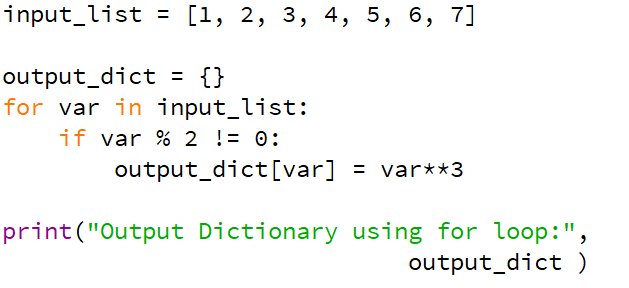 input_list = [1, 2, 3, 4, 5, 6, 7]

output_dict = {}
for var in input_list:
    if var % 2 != 0:
        output_dict[var] = var**3

print("Output Dictionary using for loop:",
                             output_dict )